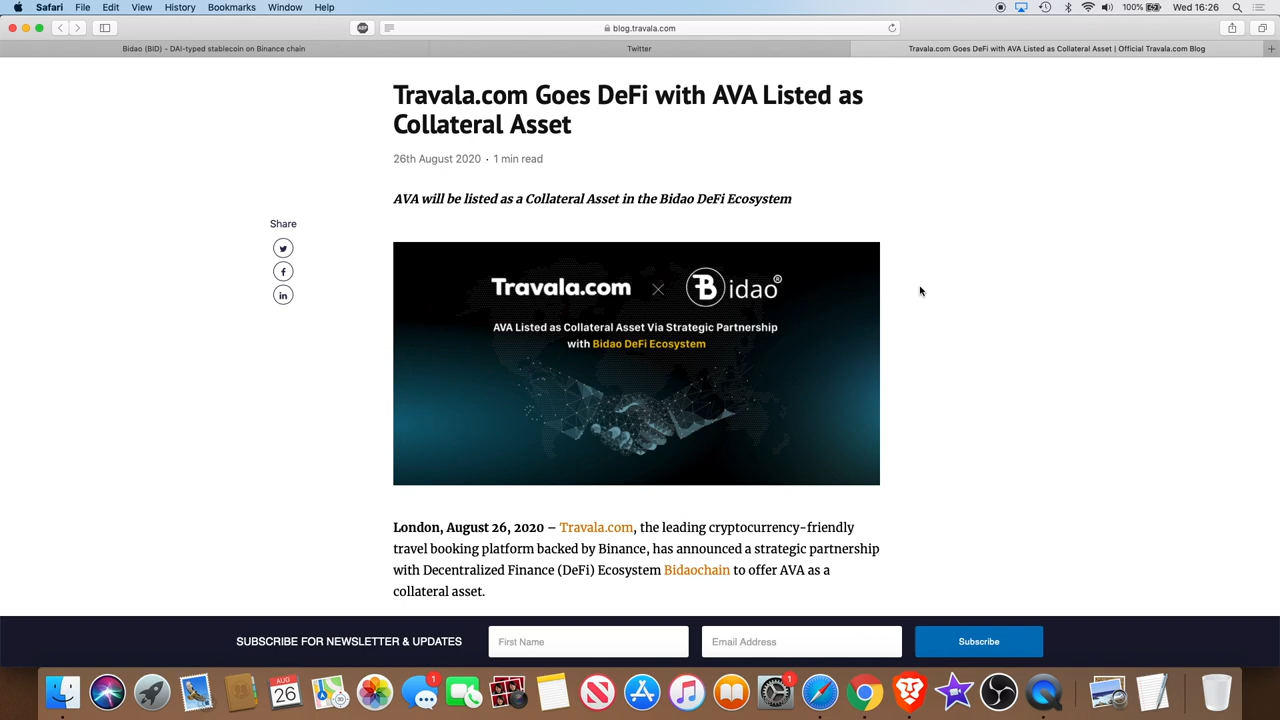 Safari File Edit View History Bookmarks Window Help 100% Wed 16:26
blog.travala.com
Bidao (BID) - DAI-typed stablecoin on Binance chain
Twitter
Travala.com Goes DeFi with AVA Listed as Collateral Asset | Official Travala.com Blog
Travala.com Goes DeFi with AVA Listed as
Collateral Asset
26th August 2020 · 1 min read
AVA will be listed as a Collateral Asset in the Bidao DeFi Ecosystem
Share
Travala.com × Bidao®
AVA Listed as Collateral Asset Via Strategic Partnership
with Bidao DeFi Ecosystem
London, August 26, 2020 – Travala.com, the leading cryptocurrency-friendly
travel booking platform backed by Binance, has announced a strategic partnership
with Decentralized Finance (DeFi) Ecosystem Bidaochain to offer AVA as a
collateral asset.
SUBSCRIBE FOR NEWSLETTER & UPDATES First Name Email Address Subscribe
AUG
26
1
1